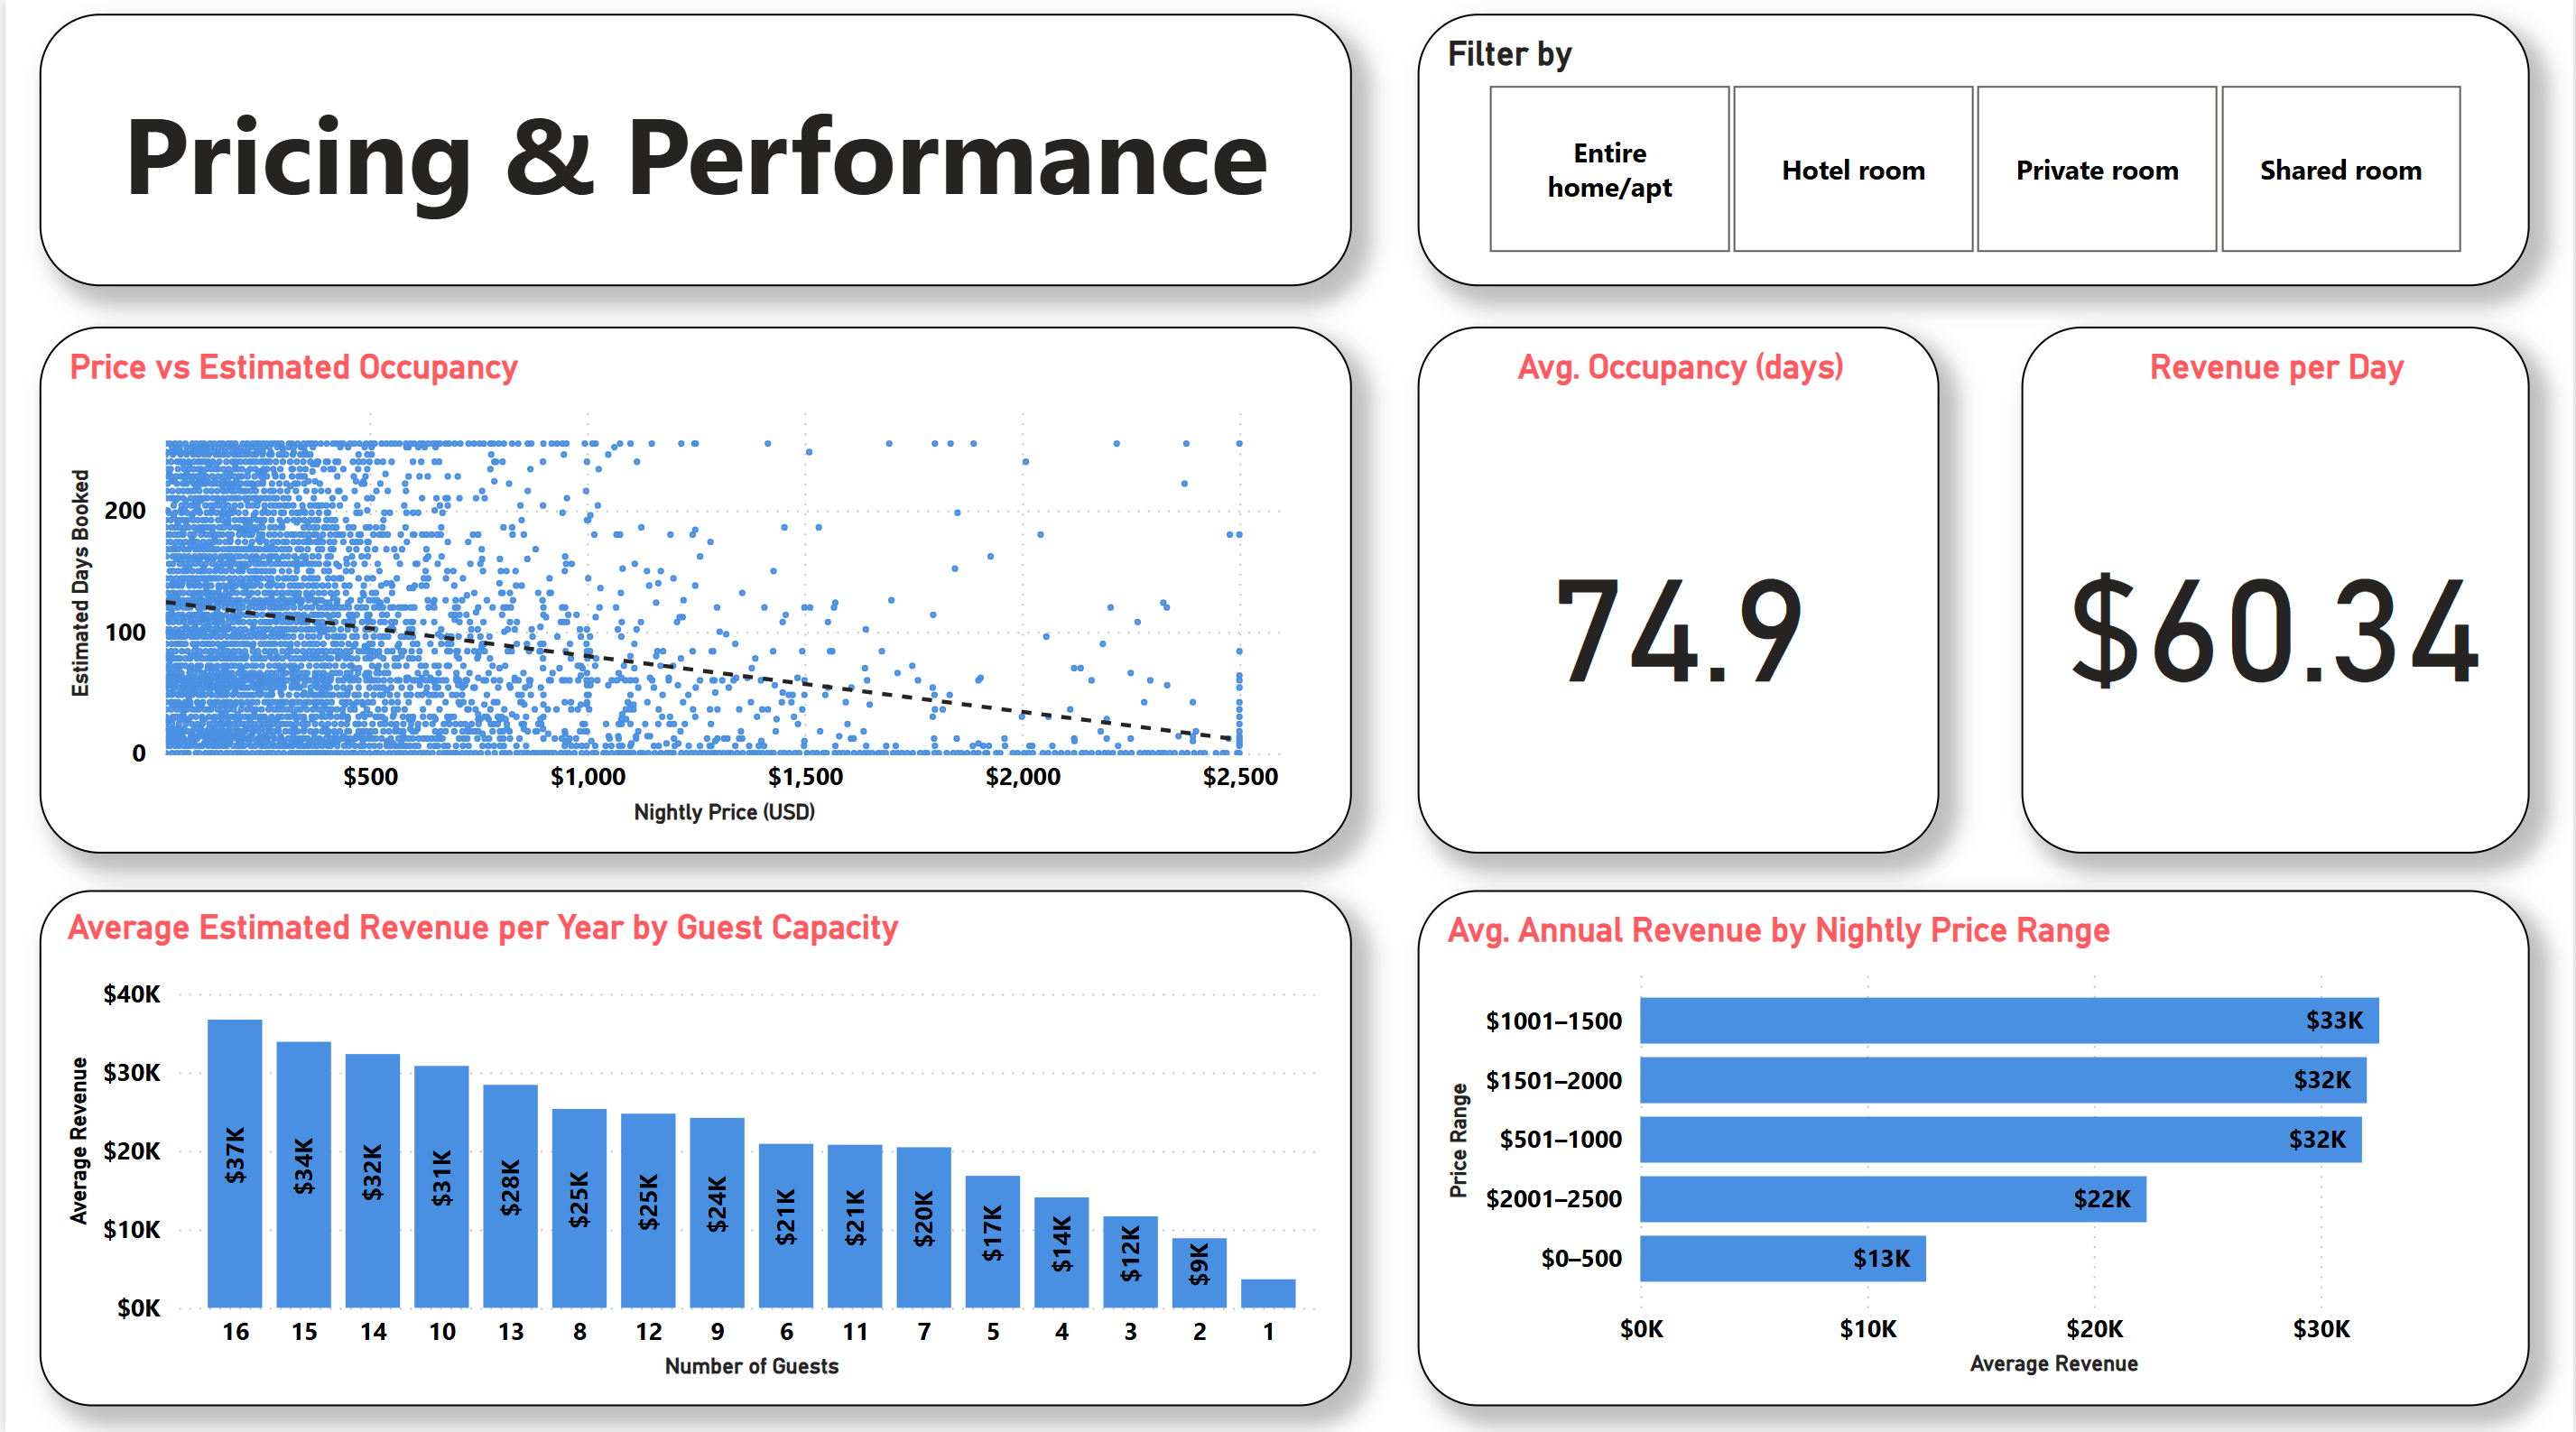 Pricing & Performance
Filter by
Entire
home/apt
Hotel room
Private room
Shared room
Price vs Estimated Occupancy
Estimated Days Booked
200
100
0
$500
$1,000
$1,500
$2,000
$2,500
Nightly Price (USD)
Avg. Occupancy (days)
74.9
Revenue per Day
$60.34
Average Estimated Revenue per Year by Guest Capacity
Average Revenue
$40K
$30K
$20K
$10K
$0K
$37K
$34K
$32K
$31K
$28K
$25K
$25K
$24K
$21K
$21K
$20K
$17K
$14K
$12K
$9K
16
15
14
10
13
8
12
9
6
11
7
5
4
3
2
1
Number of Guests
Avg. Annual Revenue by Nightly Price Range
Price Range
$1001–1500
$33K
$1501–2000
$32K
$501–1000
$32K
$2001–2500
$22K
$0–500
$13K
$0K
$10K
$20K
$30K
Average Revenue